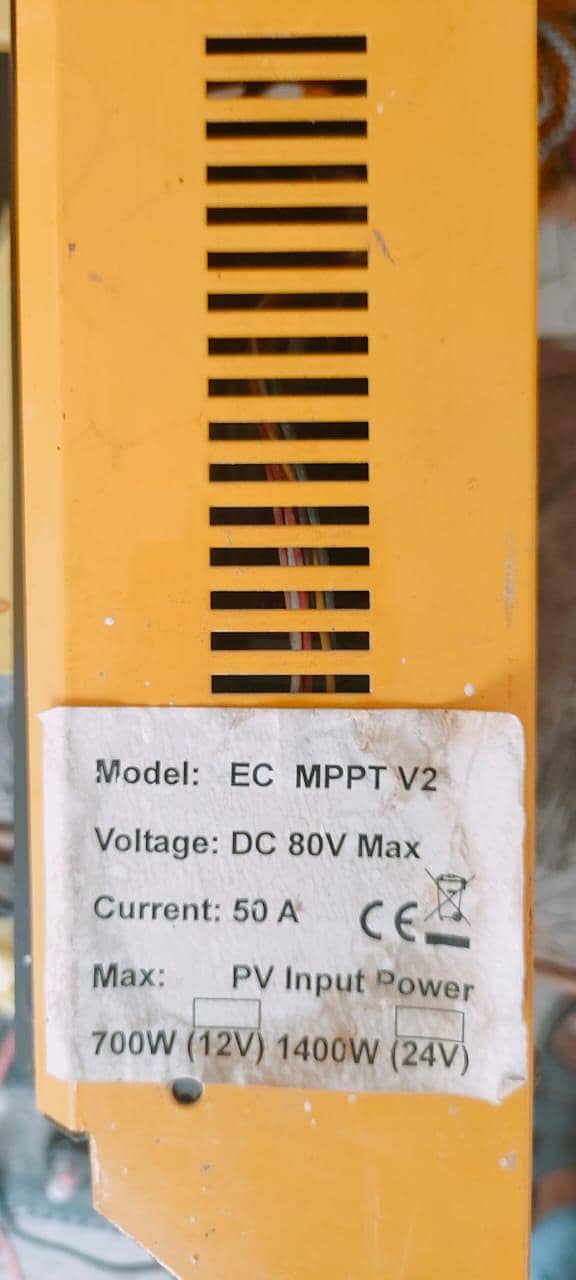 Model: EC MPPT V2
Voltage: DC 80V Max
Current: 50 A CE
Max: PV Input Power
700W (12V) 1400W (24V)